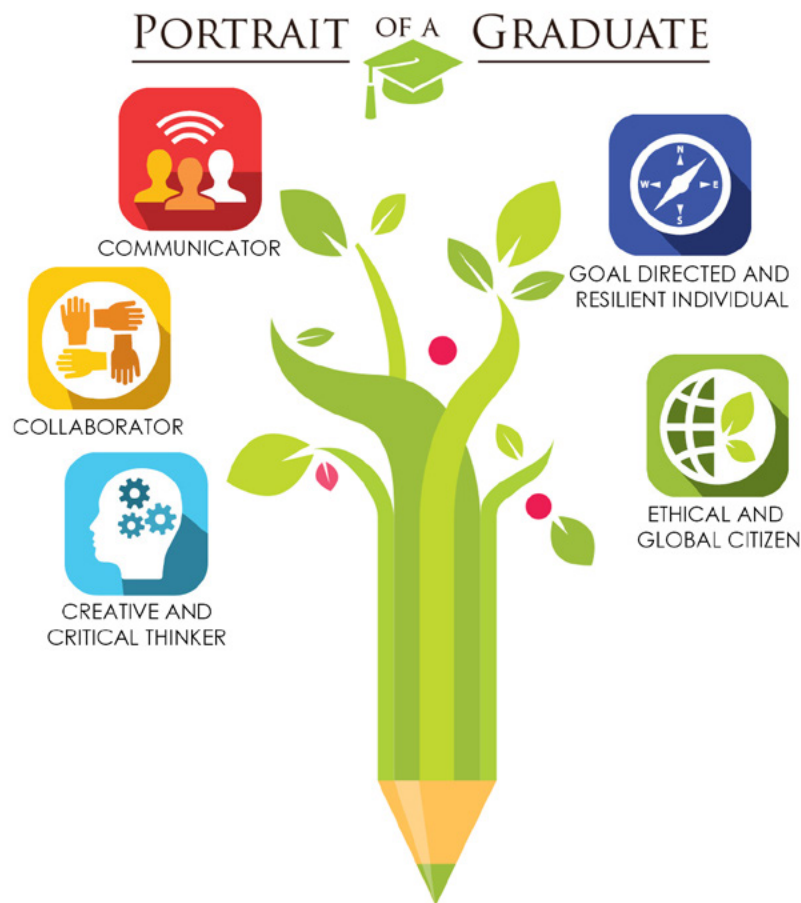 PORTRAIT OF A GRADUATE
COMMUNICATOR
COLLABORATOR
CREATIVE AND
CRITICAL THINKER
N
W E
S
GOAL DIRECTED AND
RESILIENT INDIVIDUAL
ETHICAL AND
GLOBAL CITIZEN